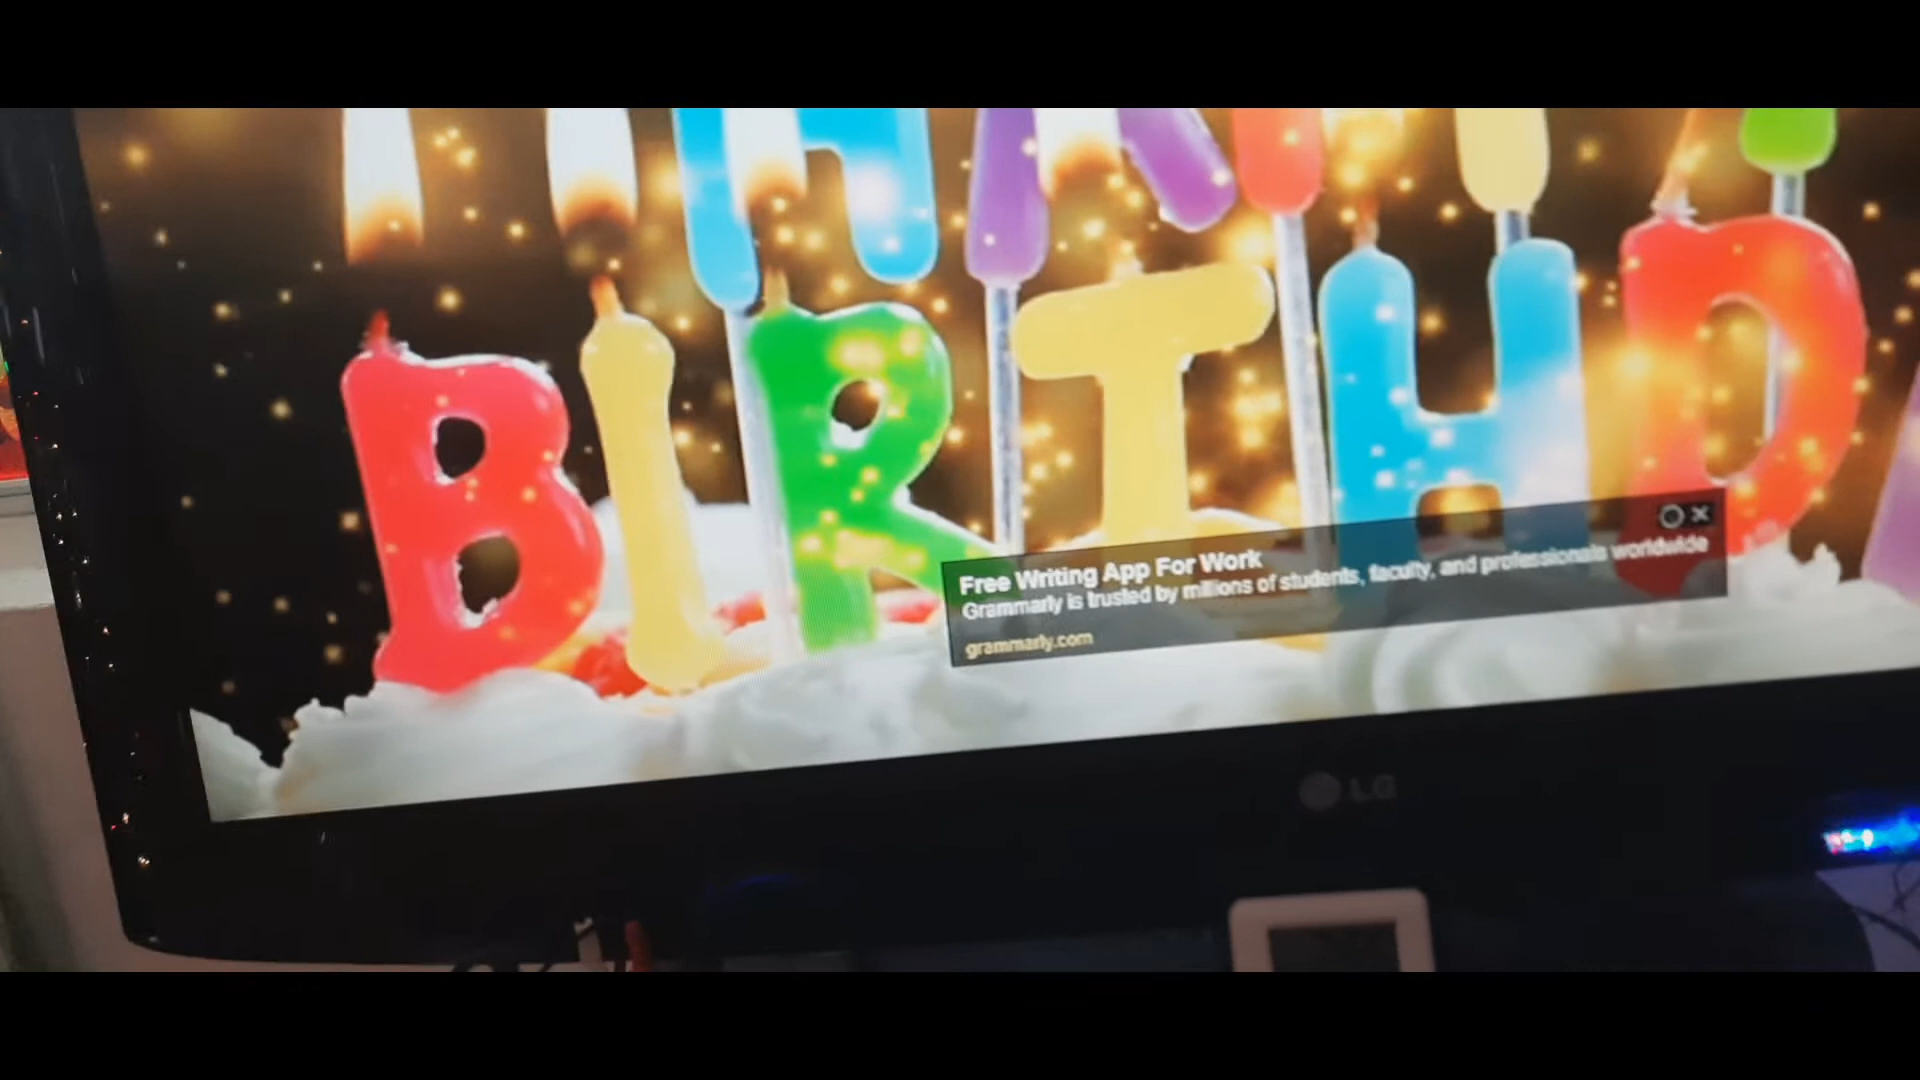 BIRTHD
Free Writing App For Work
Grammarly is trusted by millions of students, faculty, and professionals worldwide
grammarly.com
LG